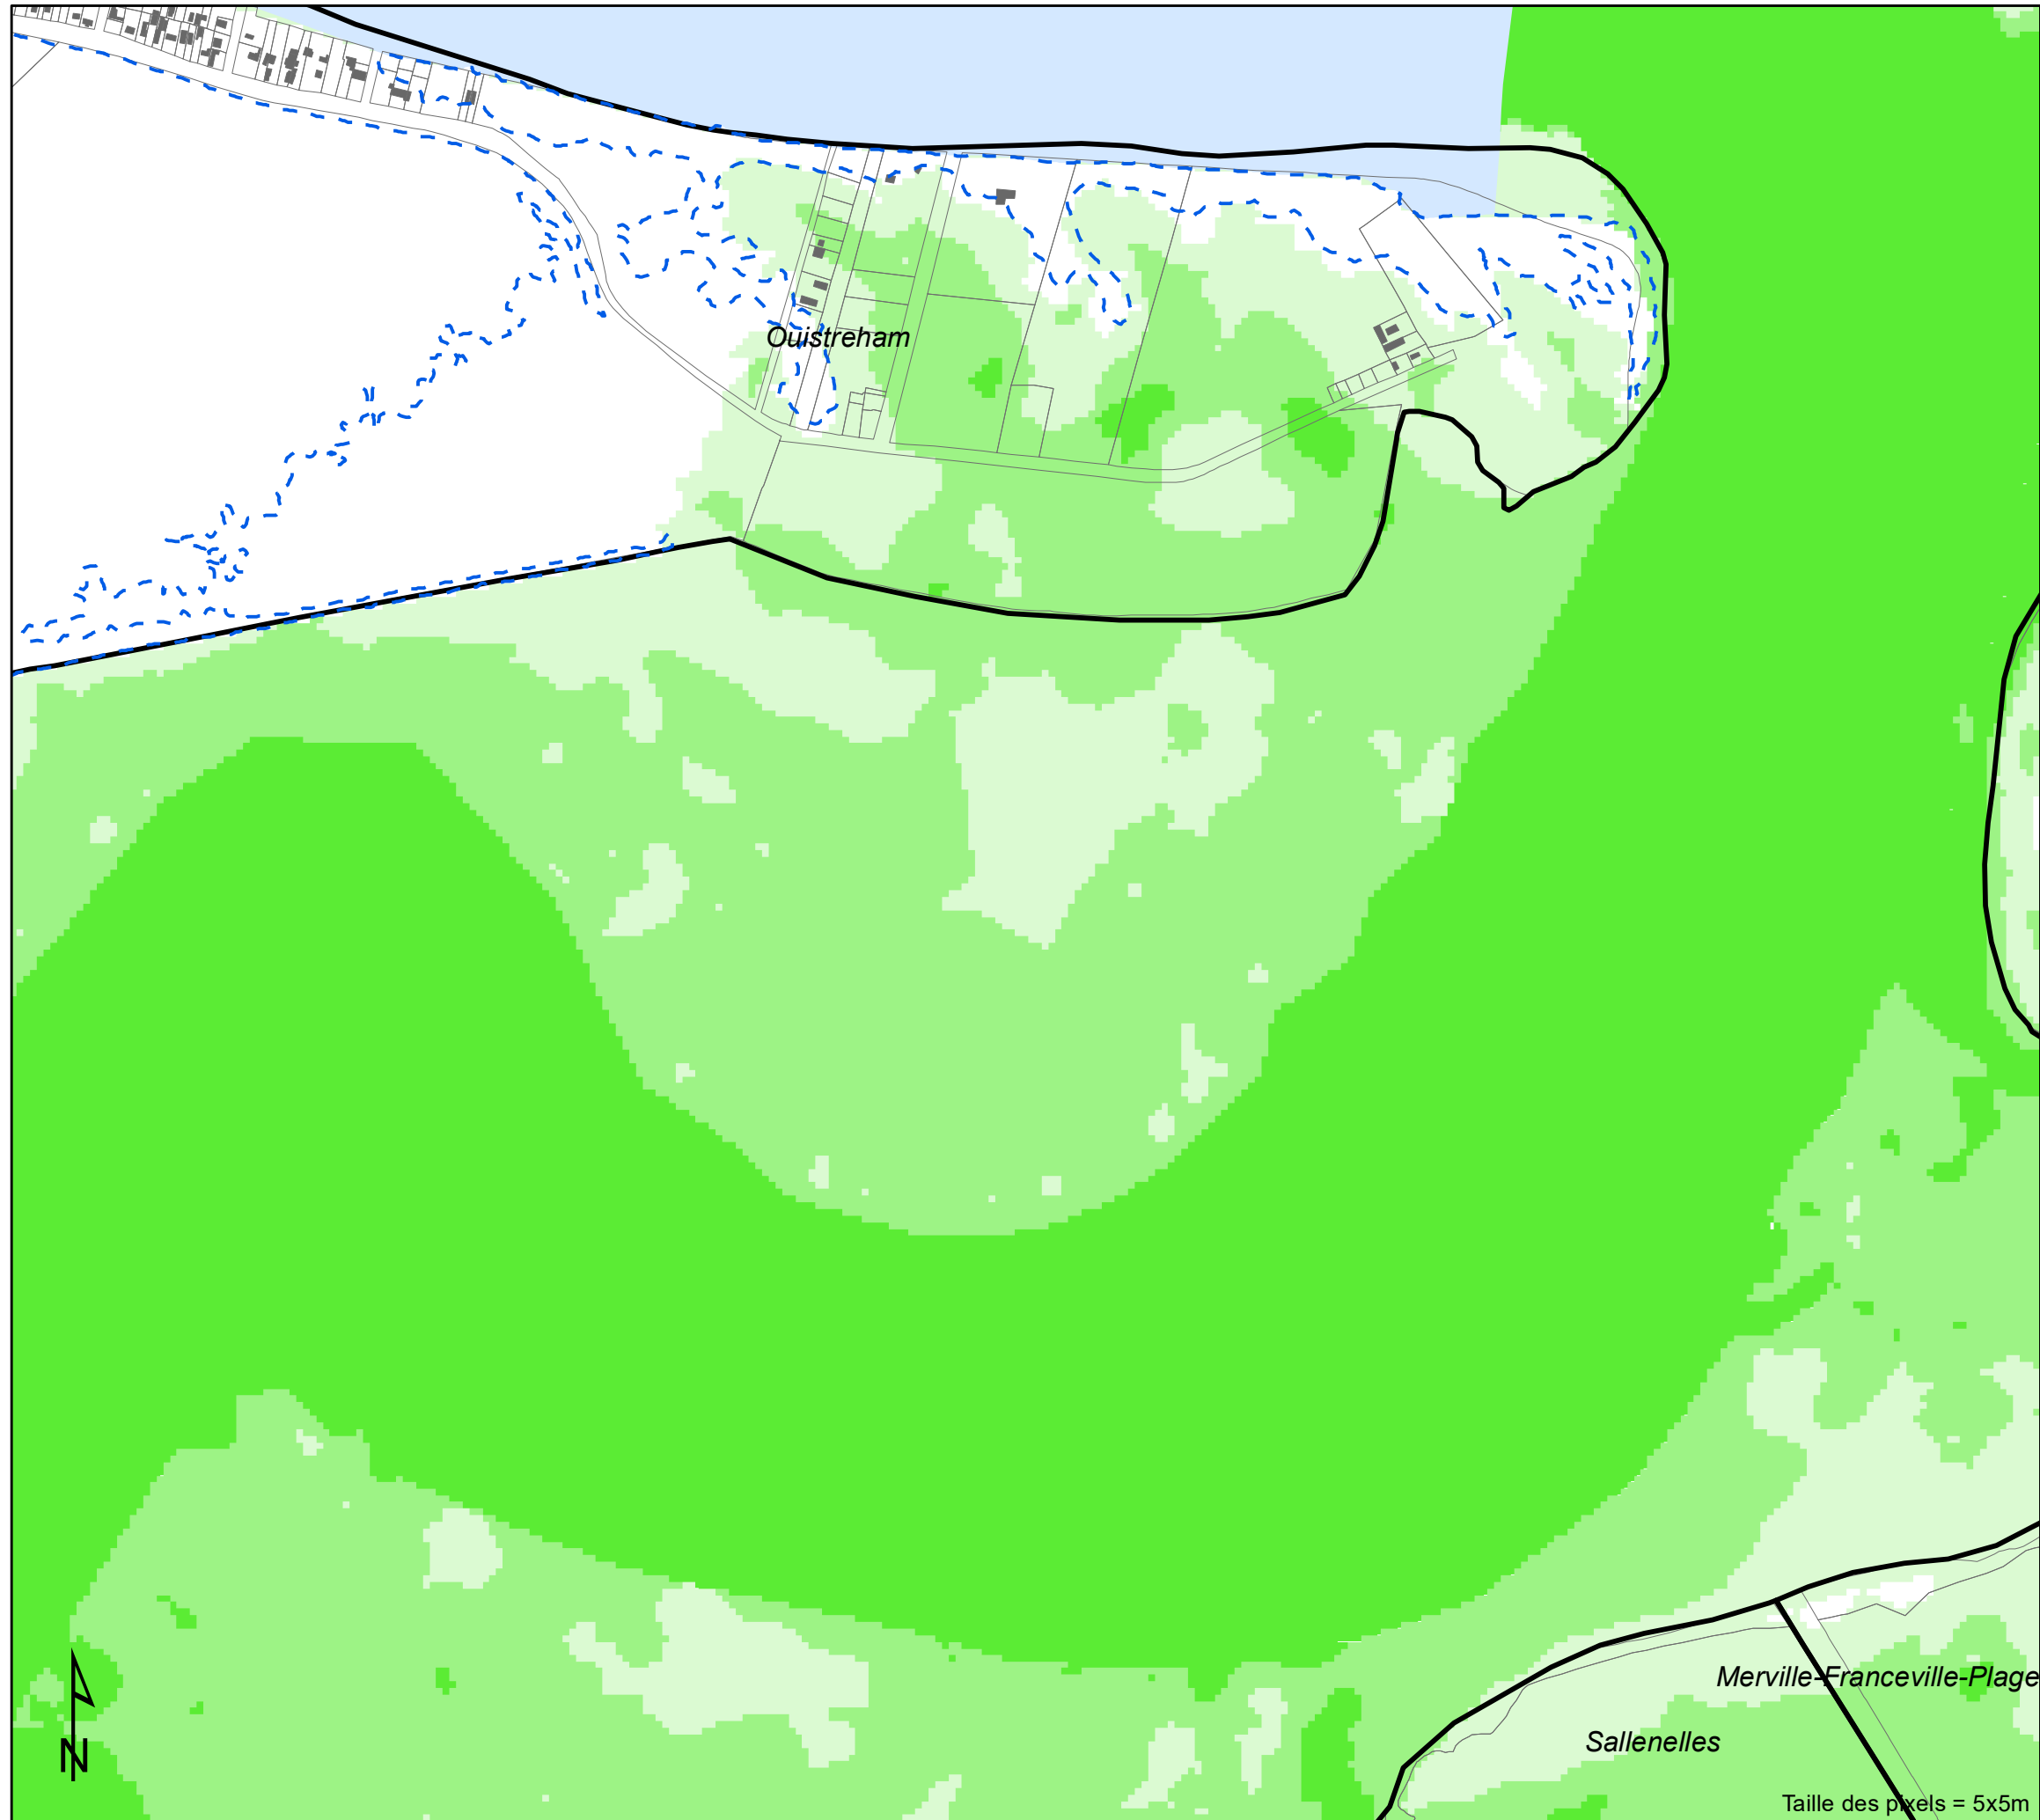 Ouistreham
Merville-Franceville-Plage
Sallenelles
N
Taille des pixels = 5x5m